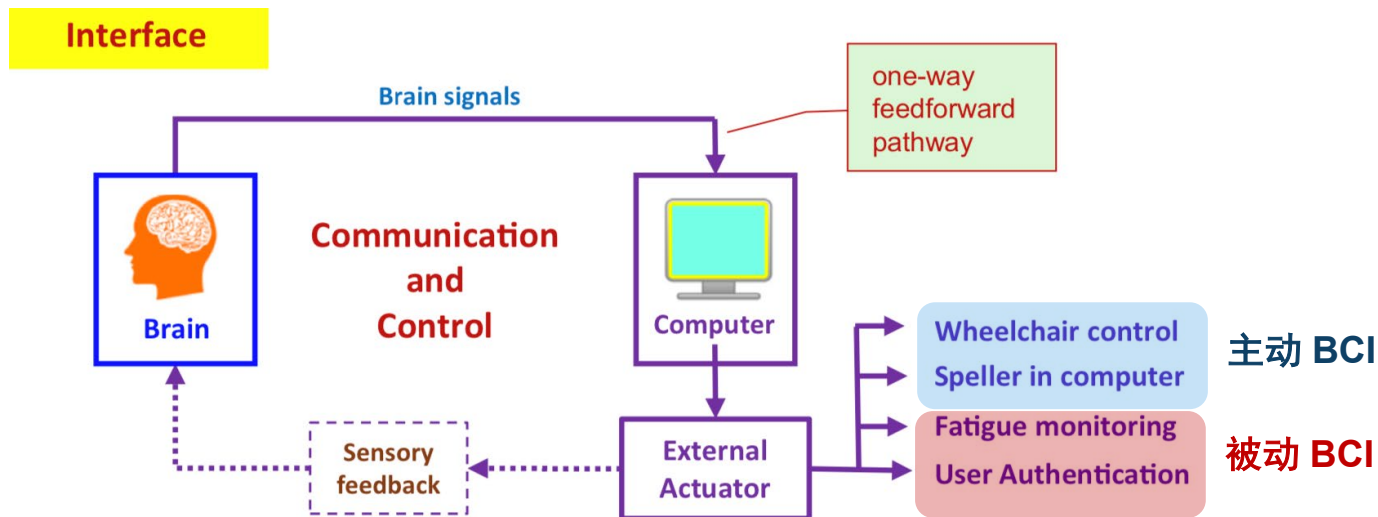 Interface
Brain signals
one-way
feedforward
pathway
Communication
and
Control
Brain
Computer
Wheelchair control
主动 BCI
Speller in computer
Fatigue monitoring
被动 BCI
User Authentication
Sensory
feedback
External
Actuator